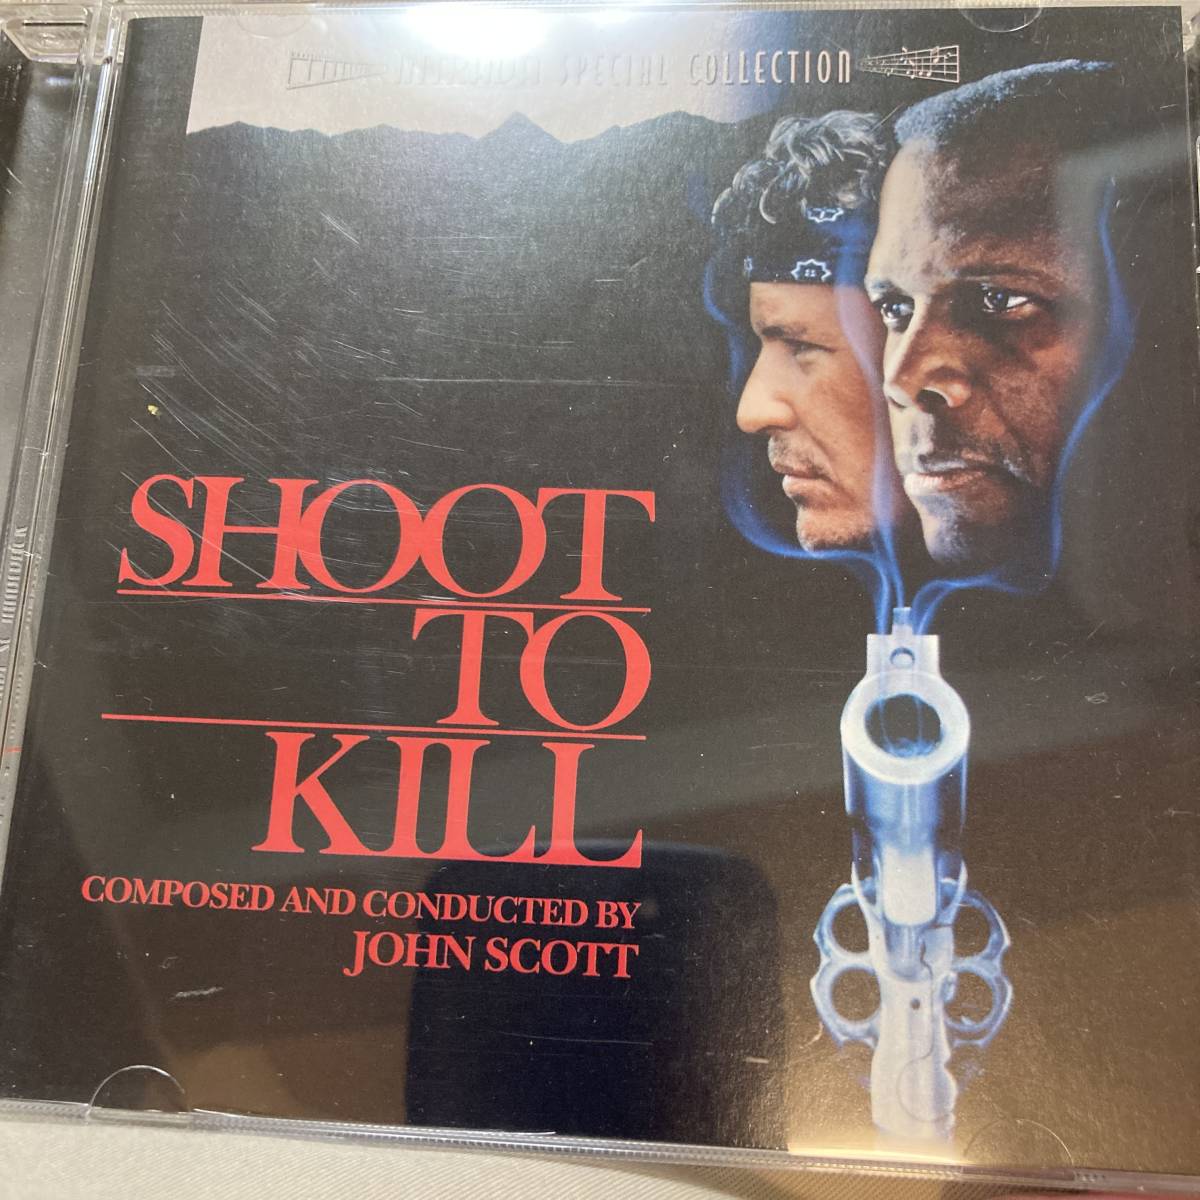 SPECIAL COLLECTION
SHOOT
TO
KILL
COMPOSED AND CONDUCTED BY
JOHN SCOTT